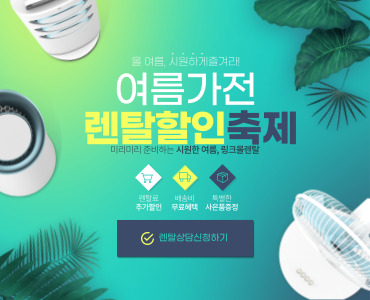 올 여름, 시원하게즐겨라!
여름가전
렌탈할인축제
미리미리 준비하는 시원한 여름, 링크올렌탈
렌탈료 추가할인
배송비 무료혜택
특별한 사은품증정
렌탈상담신청하기